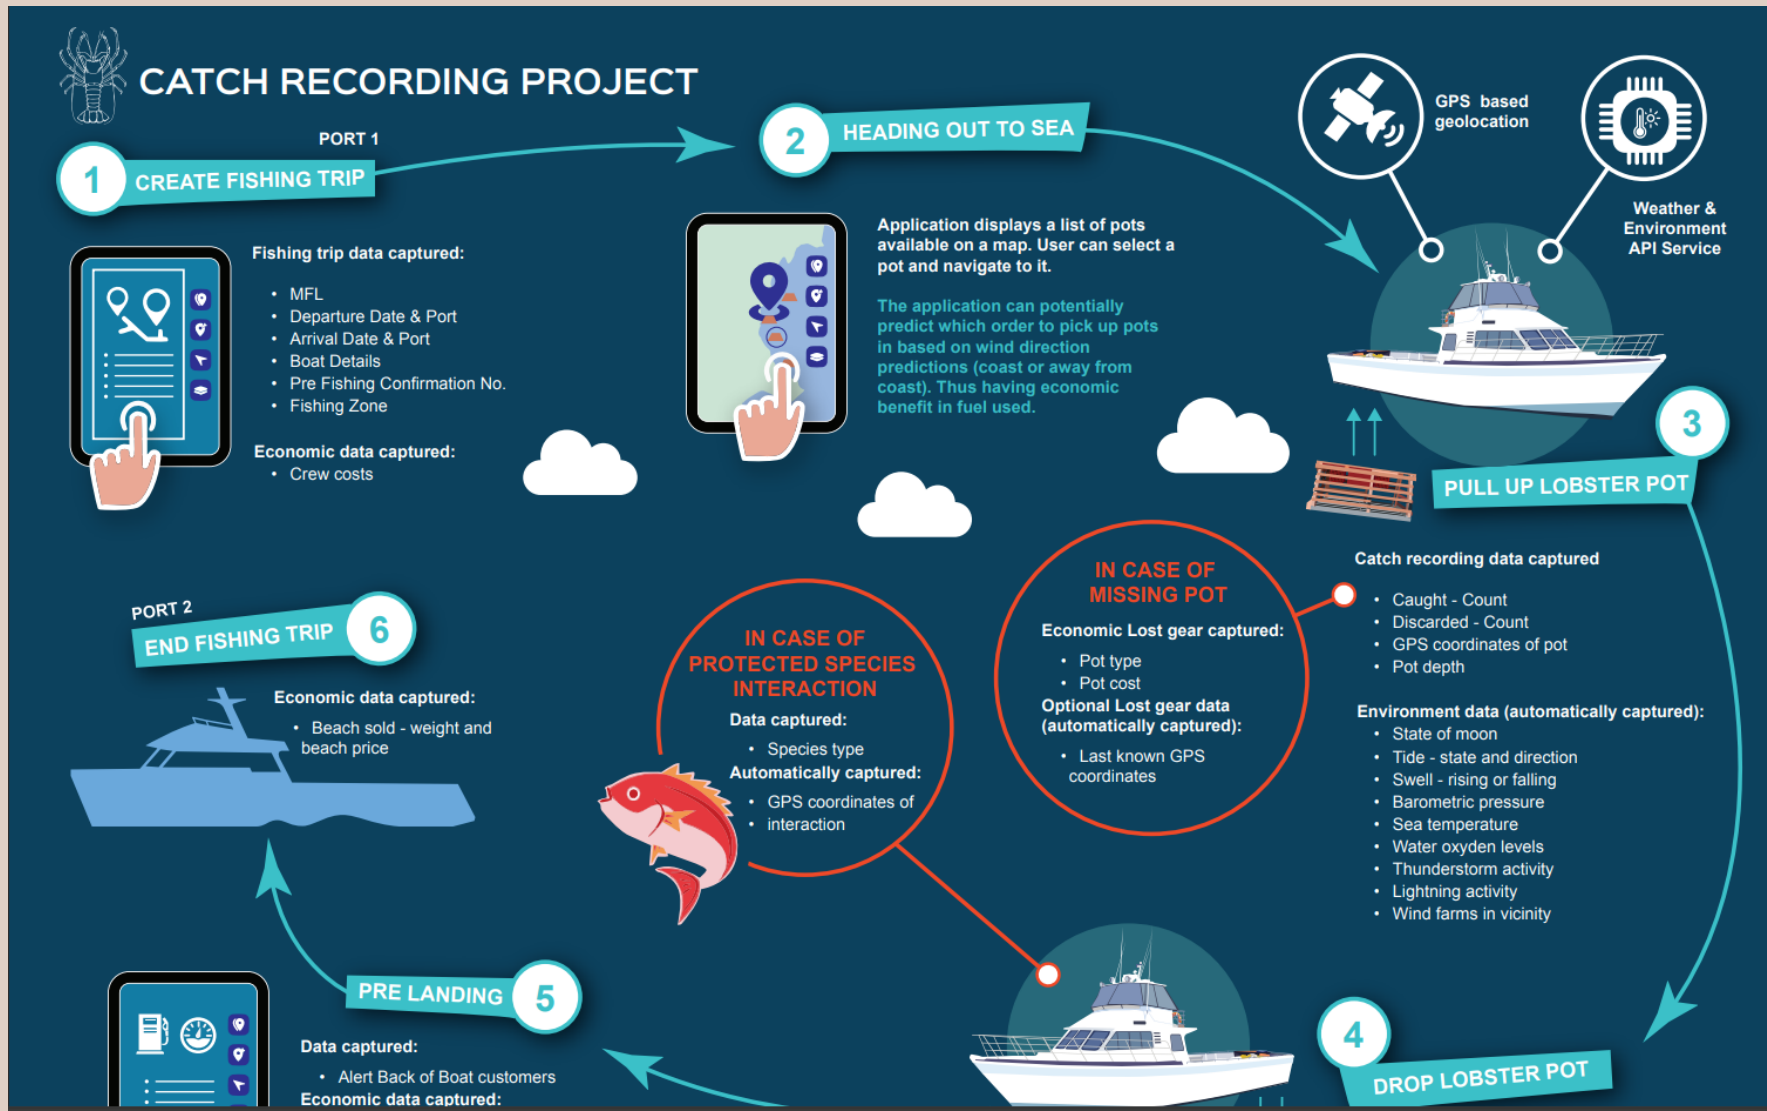 CATCH RECORDING PROJECT
PORT 1
1
CREATE FISHING TRIP
Fishing trip data captured:
• MFL
• Departure Date & Port
• Arrival Date & Port
• Boat Details
• Pre Fishing Confirmation No.
• Fishing Zone
Economic data captured:
• Crew costs
2
HEADING OUT TO SEA
Application displays a list of pots
available on a map. User can select a
pot and navigate to it.
The application can potentially
predict which order to pick up pots
in based on wind direction
predictions (coast or away from
coast). Thus having economic
benefit in fuel used.
GPS based
geolocation
Weather &
Environment
API Service
3
PULL UP LOBSTER POT
Catch recording data captured
• Caught - Count
• Discarded - Count
• GPS coordinates of pot
• Pot depth
Environment data (automatically captured):
• State of moon
• Tide - state and direction
• Swell - rising or falling
• Barometric pressure
• Sea temperature
• Water oxyden levels
• Thunderstorm activity
• Lightning activity
• Wind farms in vicinity
IN CASE OF
MISSING POT
Economic Lost gear captured:
• Pot type
• Pot cost
Optional Lost gear data
(automatically captured):
• Last known GPS
coordinates
IN CASE OF
PROTECTED SPECIES
INTERACTION
Data captured:
• Species type
Automatically captured:
• GPS coordinates of
• interaction
4
DROP LOBSTER POT
PRE LANDING
5
Data captured:
• Alert Back of Boat customers
Economic data captured:
PORT 2
END FISHING TRIP
6
Economic data captured:
• Beach sold - weight and
beach price